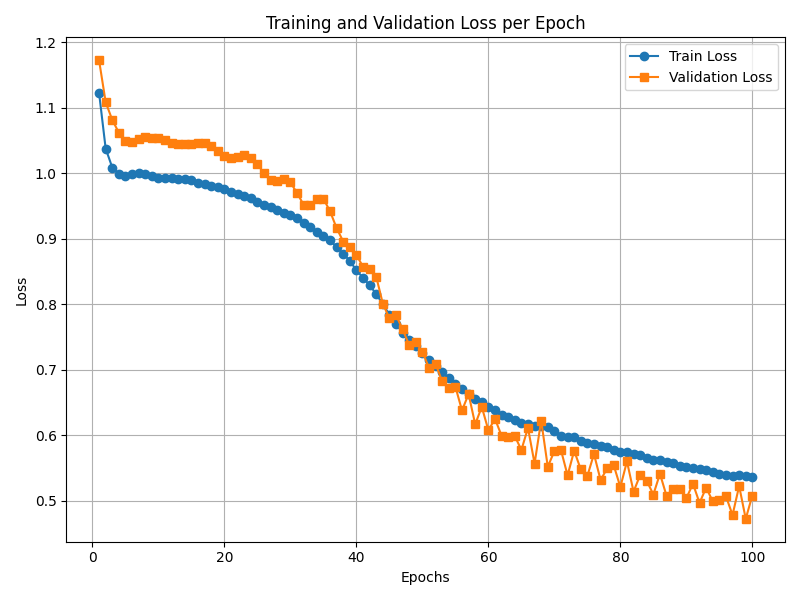 Training and Validation Loss per Epoch
Train Loss
Validation Loss
1.2
1.1
1.0
0.9
0.8
0.7
0.6
0.5
Loss
0 20 40 60 80 100
Epochs